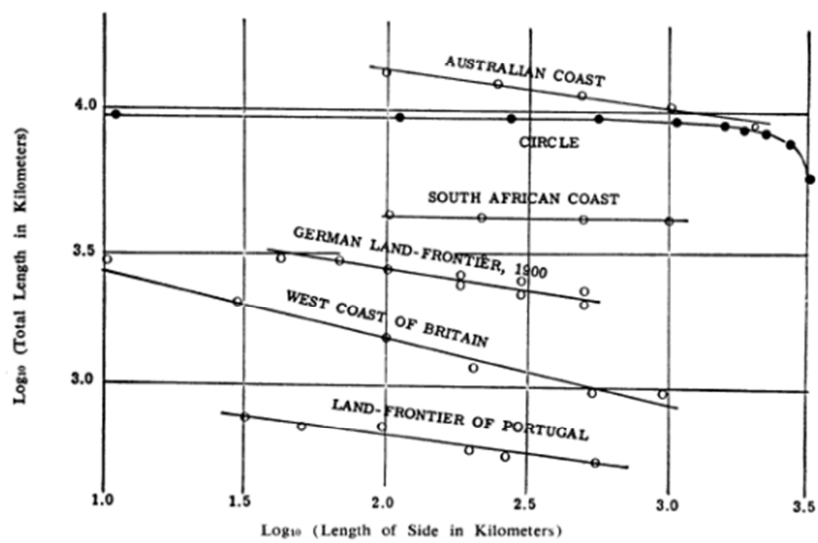 AUSTRALIAN COAST
4.0
CIRCLE
SOUTH AFRICAN COAST
3.5
GERMAN LAND-FRONTIER, 1900
WEST COAST OF BRITAIN
3.0
LAND-FRONTIER OF PORTUGAL
Log₁₀ (Total Length in Kilometers)
1.0 1.5 2.0 2.5 3.0 3.5
Log₁₀ (Length of Side in Kilometers)